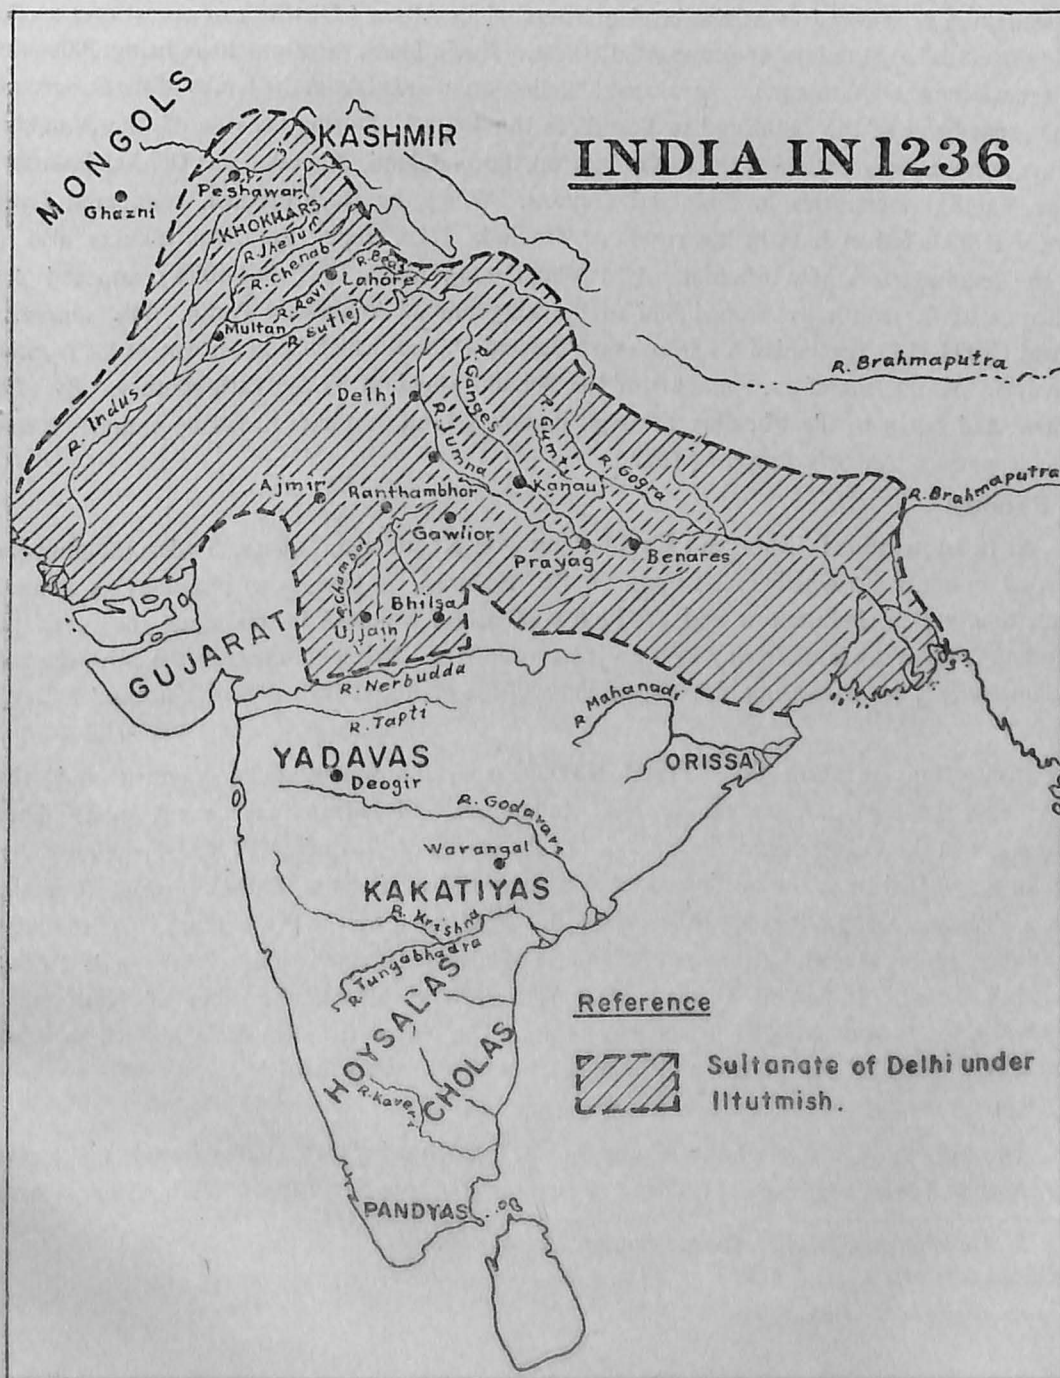 INDIA IN 1236
MONGOLS
KASHMIR
Ghazni
Peshawar
KHOKHARS
R. Jhelum
R. Chenab
R. Beas
Lahore
R. Ravi
Multan
R. Sutlej
R. Indus
Delhi
R. Ganges
R. Jumna
R. Gumti
R. Gogra
R. Brahmaputra
R. Brahmaputra
Ajmir
Ranthambhor
Kanauj
Gawlior
Prayag
Benares
R. Chambal
Bhilsa
Ujjain
GUJARAT
R. Nerbudda
R. Tapti
R. Mahanadi
ORISSA
YADAVAS
Deogir
R. Godavari
Warangal
KAKATIYAS
R. Krishna
R. Tungabhadra
HOYSALAS
CHOLAS
R. Kavery
PANDYAS
Reference
Sultanate of Delhi under
Iltutmish.